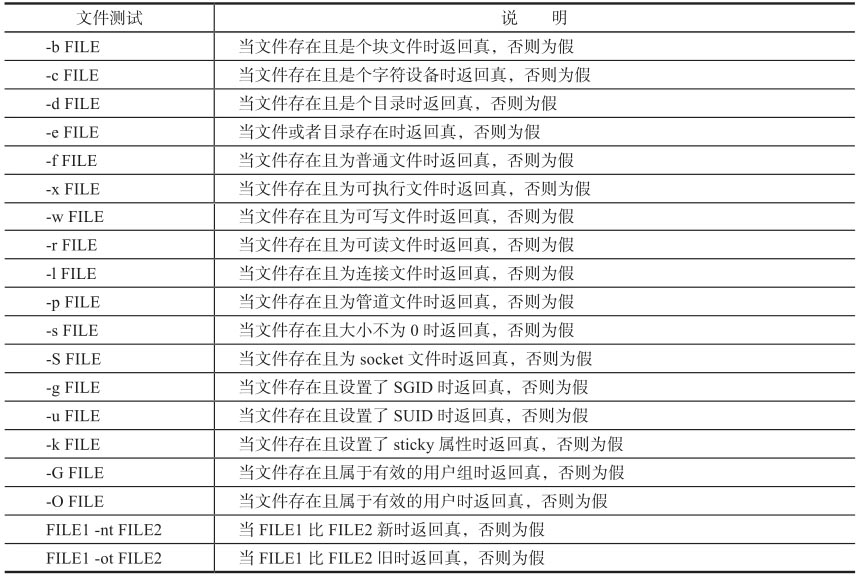 文件测试 说 明
-b FILE 当文件存在且是个块文件时返回真，否则为假
-c FILE 当文件存在且是个字符设备时返回真，否则为假
-d FILE 当文件存在且是个目录时返回真，否则为假
-e FILE 当文件或者目录存在时返回真，否则为假
-f FILE 当文件存在且为普通文件时返回真，否则为假
-x FILE 当文件存在且为可执行文件时返回真，否则为假
-w FILE 当文件存在且为可写文件时返回真，否则为假
-r FILE 当文件存在且为可读文件时返回真，否则为假
-l FILE 当文件存在且为连接文件时返回真，否则为假
-p FILE 当文件存在且为管道文件时返回真，否则为假
-s FILE 当文件存在且大小不为 0 时返回真，否则为假
-S FILE 当文件存在且为 socket 文件时返回真，否则为假
-g FILE 当文件存在且设置了 SGID 时返回真，否则为假
-u FILE 当文件存在且设置了 SUID 时返回真，否则为假
-k FILE 当文件存在且设置了 sticky 属性时返回真，否则为假
-G FILE 当文件存在且属于有效的用户组时返回真，否则为假
-O FILE 当文件存在且属于有效的用户时返回真，否则为假
FILE1 -nt FILE2 当 FILE1 比 FILE2 新时返回真，否则为假
FILE1 -ot FILE2 当 FILE1 比 FILE2 旧时返回真，否则为假